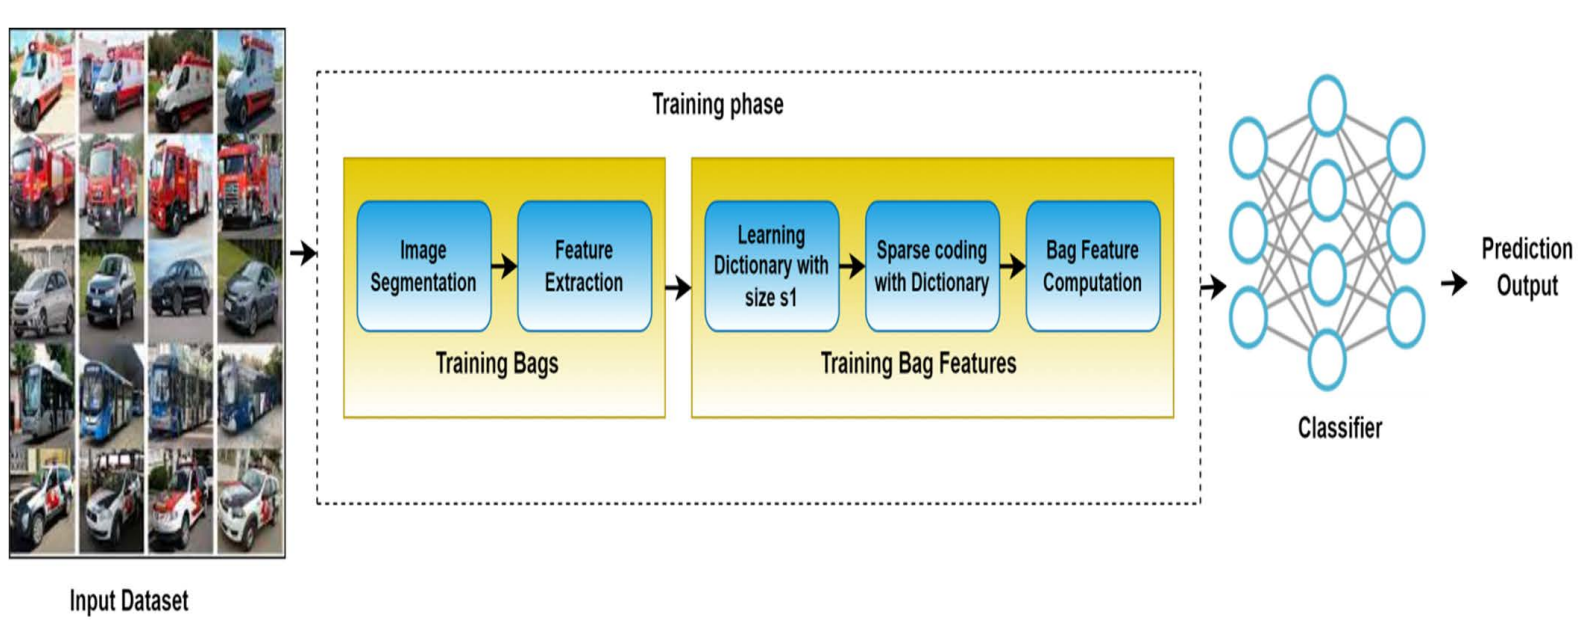 Training phase
Image
Segmentation
Feature
Extraction
Training Bags
Learning
Dictionary with
size s1
Sparse coding
with Dictionary
Bag Feature
Computation
Training Bag Features
Classifier
Prediction
Output
Input Dataset